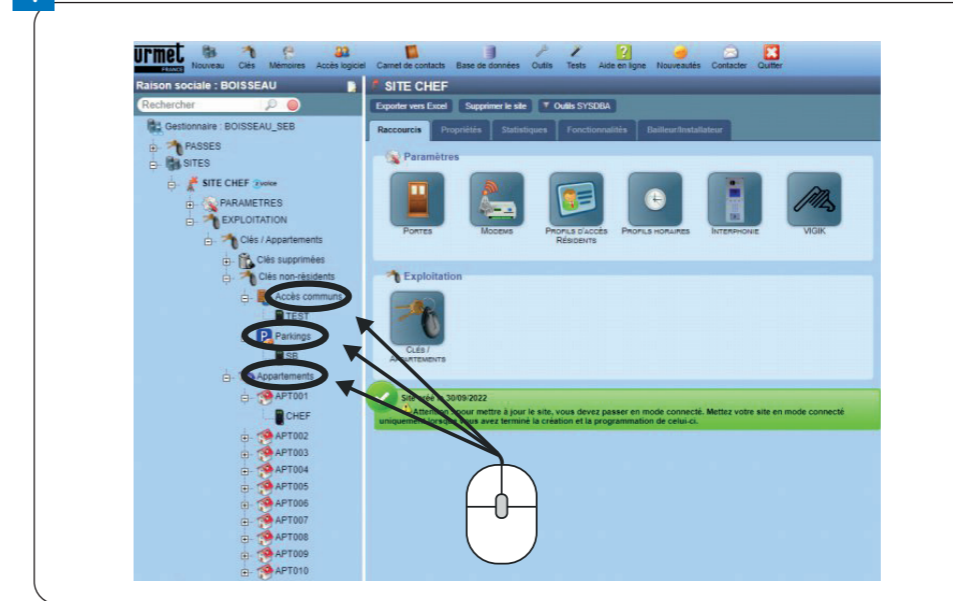 urmet
FRANCE
Nouveau Clés Mémoires Accès logiciel Carnet de contacts Base de données Outils Tests Aide en ligne Nouveautés Contacter Quitter
Raison sociale : BOISSEAU
Rechercher
Gestionnaire : BOISSEAU_SEB
PASSES
SITES
SITE CHEF 2voice
PARAMETRES
EXPLOITATION
Clés / Appartements
Clés supprimées
Clés non-résidents
Accès communs
TEST
P Parkings
SB
Appartements
APT001
CHEF
APT002
APT003
APT004
APT005
APT006
APT007
APT008
APT009
APT010
SITE CHEF
Exporter vers Excel Supprimer le site Outils SYSDBA
Raccourcis Propriétés Statistiques Fonctionnalités Bailleur/Installateur
Paramètres
PORTES MODEMS PROFILS D'ACCÈS RÉSIDENTS PROFILS HORAIRES INTERPHONIE VIGIK
Exploitation
CLÉS /
APPARTEMENTS
Site créé le 30/09/2022
Attention : pour mettre à jour le site, vous devez passer en mode connecté. Mettez votre site en mode connecté
uniquement lorsque vous avez terminé la création et la programmation de celui-ci.